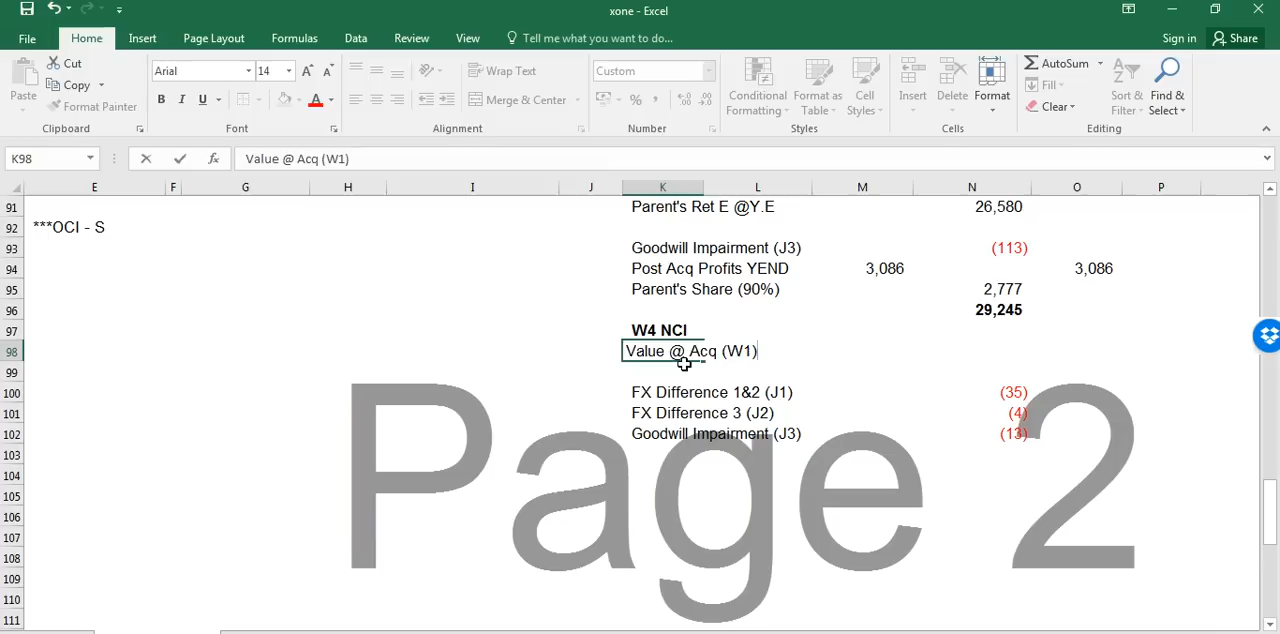 xone - Excel
File Home Insert Page Layout Formulas Data Review View Tell me what you want to do... Sign in Share
Paste Cut Copy Format Painter Clipboard
Arial 14 A A B I U A Font
Wrap Text Merge & Center Alignment
Custom % , Number
Conditional Formatting Format as Table Cell Styles Styles
Insert Delete Format Cells
AutoSum Fill Clear Sort & Filter Find & Select Editing
K98 fx Value @ Acq (W1)
E F G H I J K L M N O P
91 Parent's Ret E @Y.E 26,580
92 ***OCI - S
93 Goodwill Impairment (J3) (113)
94 Post Acq Profits YEND 3,086 3,086
95 Parent's Share (90%) 2,777
96 29,245
97 W4 NCI
98 Value @ Acq (W1)
99
100 FX Difference 1&2 (J1) (35)
101 FX Difference 3 (J2) (4)
102 Goodwill Impairment (J3) (13)
103
104
105
106
107
108
109
110
111
Page 2